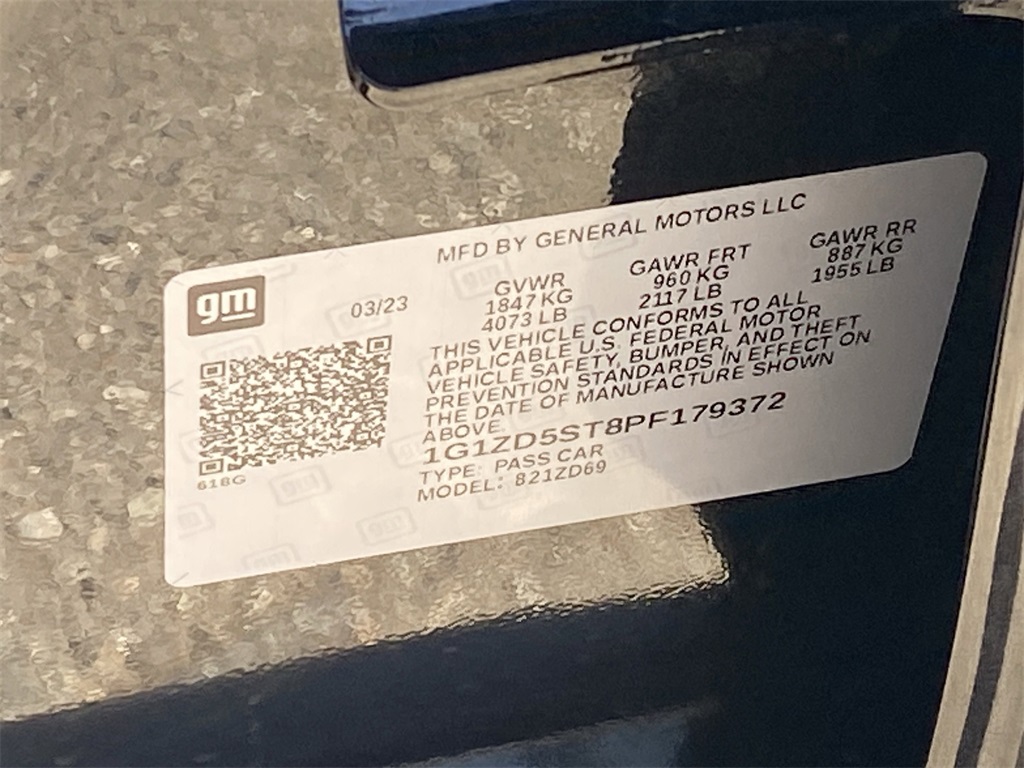 MFD BY GENERAL MOTORS LLC
gm
03/23
GVWR
1847 KG
4073 LB
GAWR FRT
960 KG
2117 LB
GAWR RR
887 KG
1955 LB
THIS VEHICLE CONFORMS TO ALL
APPLICABLE U.S. FEDERAL MOTOR
VEHICLE SAFETY, BUMPER, AND THEFT
PREVENTION STANDARDS IN EFFECT ON
THE DATE OF MANUFACTURE SHOWN
ABOVE.
1G1ZD5ST8PF179372
TYPE: PASS CAR
MODEL: 821ZD69
618G